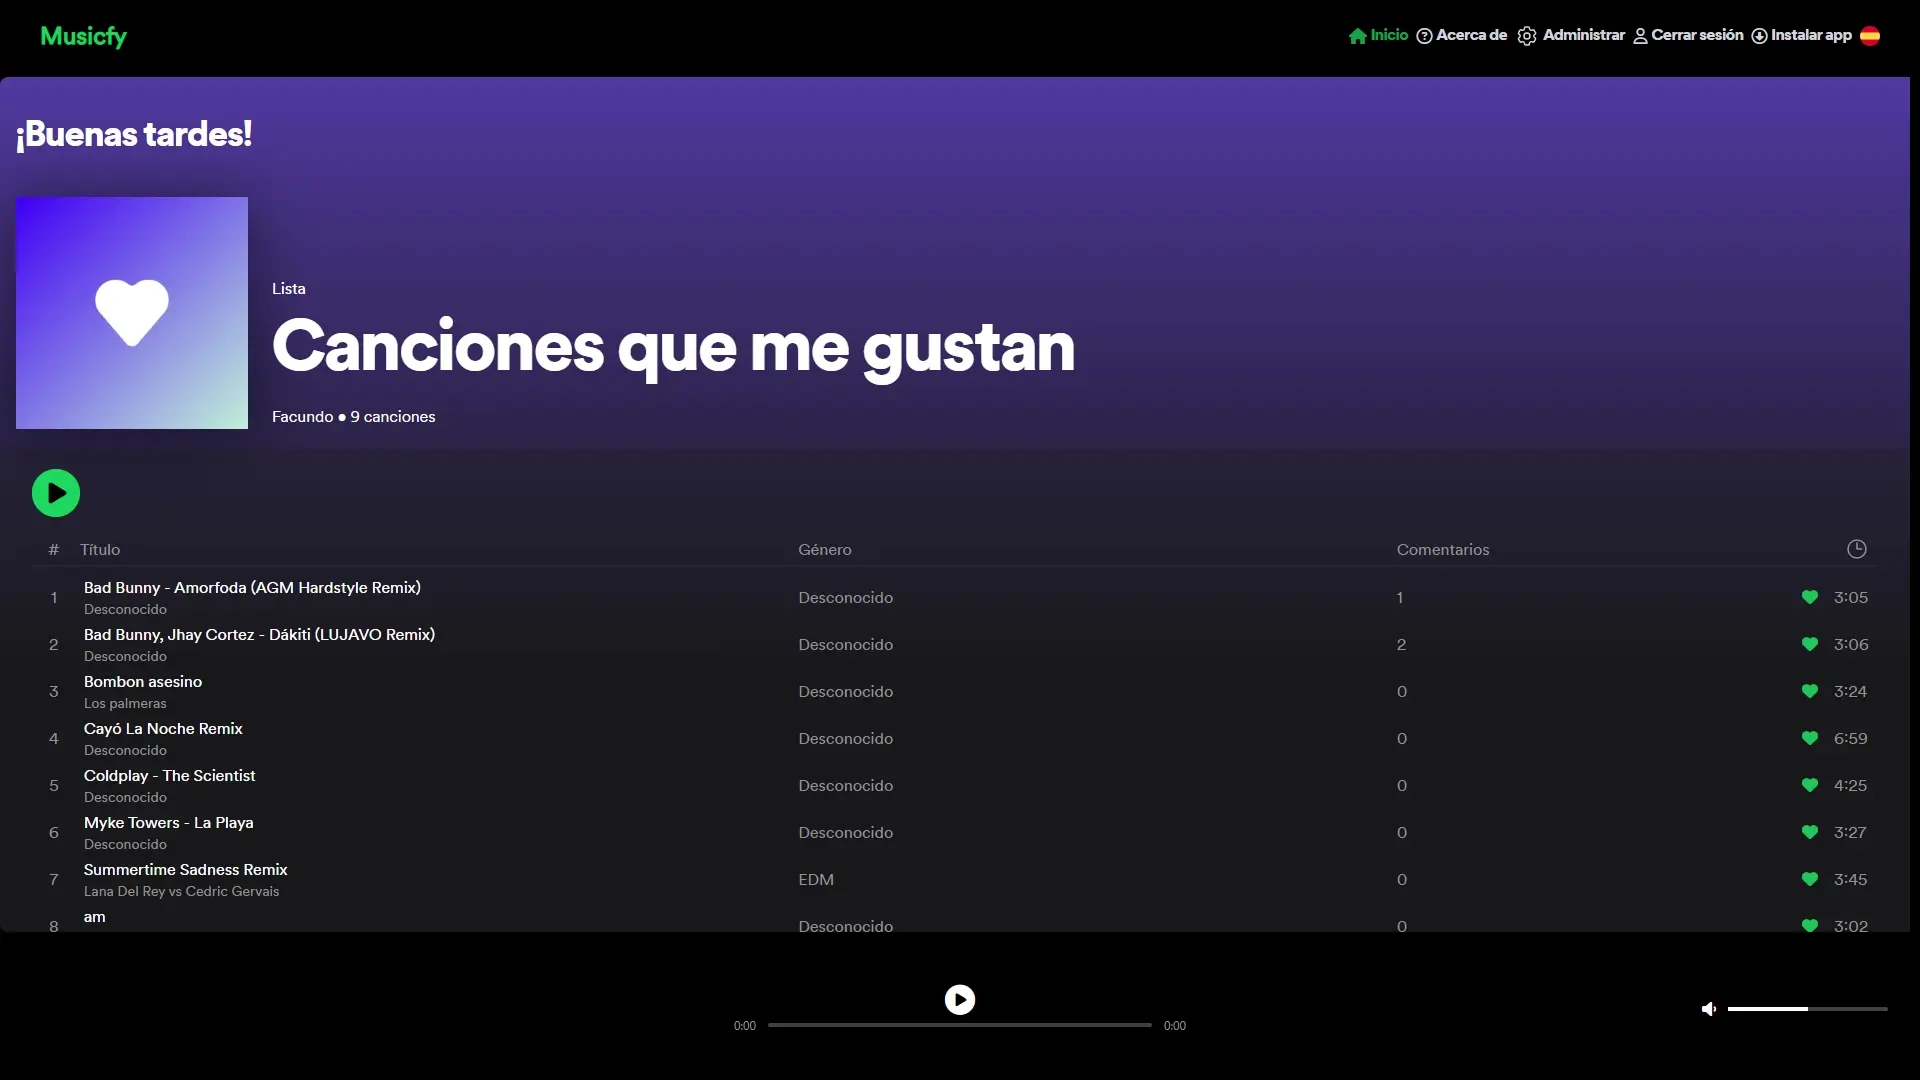 Musicfy
Inicio Acerca de Administrar Cerrar sesión Instalar app
¡Buenas tardes!
Lista
Canciones que me gustan
Facundo • 9 canciones
# Título Género Comentarios
1 Bad Bunny - Amorfoda (AGM Hardstyle Remix) Desconocido 1 3:05
Desconocido
2 Bad Bunny, Jhay Cortez - Dákiti (LUJAVO Remix) Desconocido 2 3:06
Desconocido
3 Bombon asesino Desconocido 0 3:24
Los palmeras
4 Cayó La Noche Remix Desconocido 0 6:59
Desconocido
5 Coldplay - The Scientist Desconocido 0 4:25
Desconocido
6 Myke Towers - La Playa Desconocido 0 3:27
Desconocido
7 Summertime Sadness Remix EDM 0 3:45
Lana Del Rey vs Cedric Gervais
8 am Desconocido 0 3:02
0:00 0:00